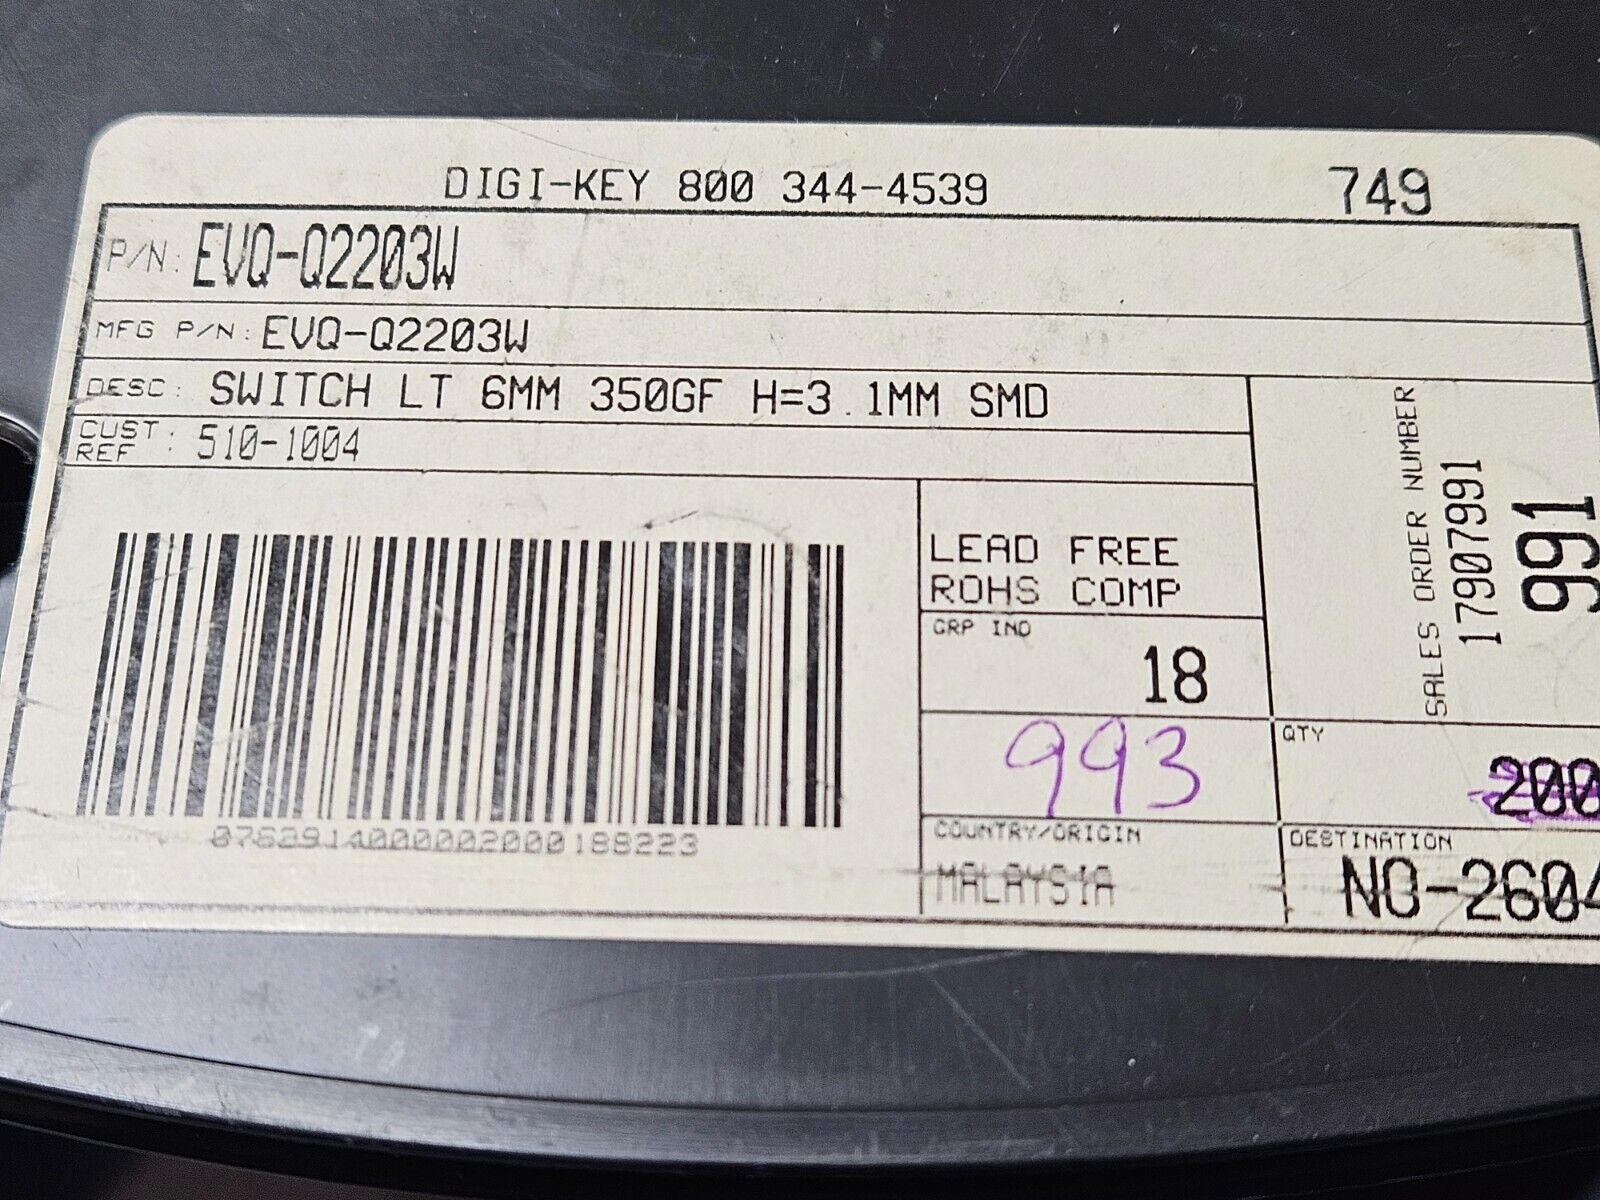 DIGI-KEY 800 344-4539 749
P/N: EVQ-Q2203W
MFG P/N: EVQ-Q2203W
DESC: SWITCH LT 6MM 350GF H=3.1MM SMD
CUST REF: 510-1004
LEAD FREE
ROHS COMP
GRP IND
18
993
COUNTRY/ORIGIN
MALAYSIA
SALES ORDER NUMBER
17907991
991
QTY
200
DESTINATION
NO-2604
0762914000002000188223